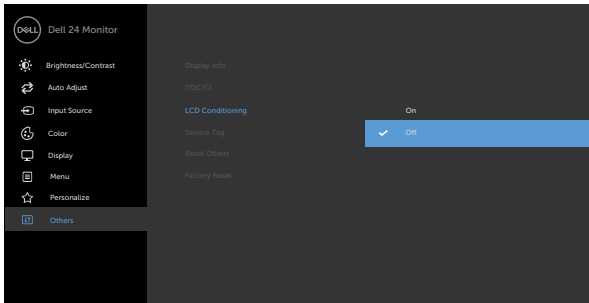 DELL Dell 24 Monitor
Brightness/Contrast
Display Info
Auto Adjust
DDC/CI
Input Source
LCD Conditioning
On
Color
Service Tag
Off
Display
Reset Others
Menu
Factory Reset
Personalize
Others